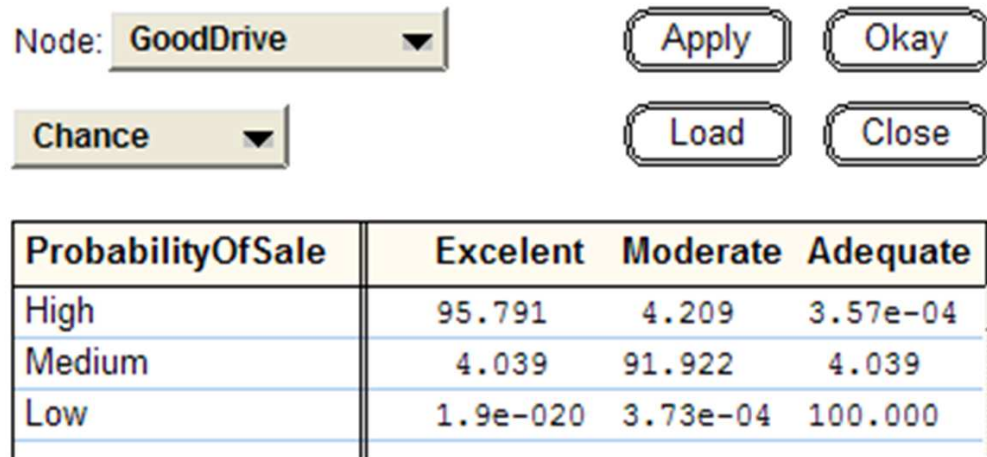 Node: GoodDrive Apply Okay
Chance Load Close
ProbabilityOfSale Excelent Moderate Adequate
High 95.791 4.209 3.57e-04
Medium 4.039 91.922 4.039
Low 1.9e-020 3.73e-04 100.000